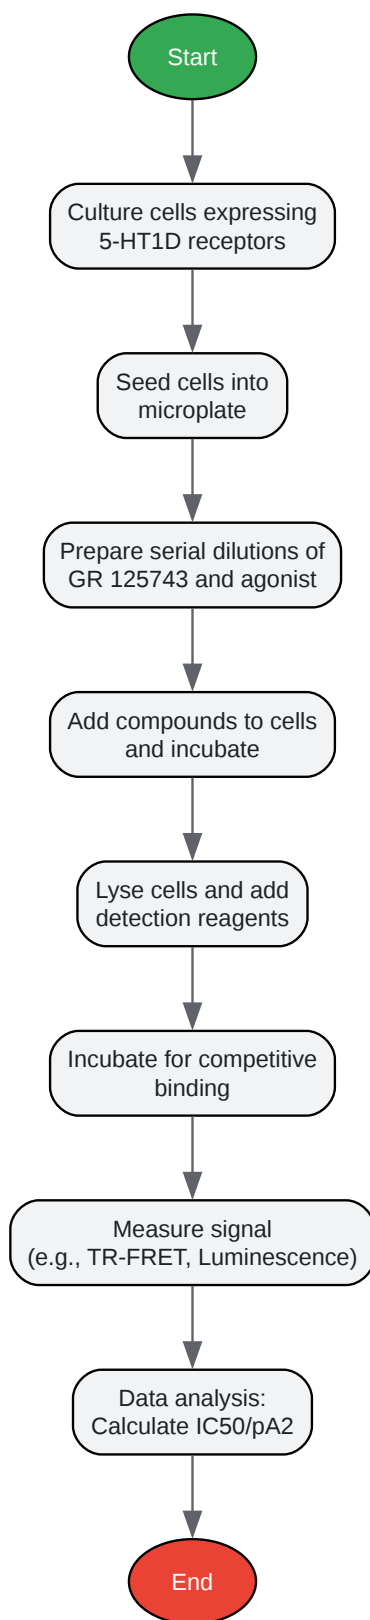 Start
Culture cells expressing
5-HT1D receptors
Seed cells into
microplate
Prepare serial dilutions of
GR 125743 and agonist
Add compounds to cells
and incubate
Lyse cells and add
detection reagents
Incubate for competitive
binding
Measure signal
(e.g., TR-FRET, Luminescence)
Data analysis:
Calculate IC50/pA2
End